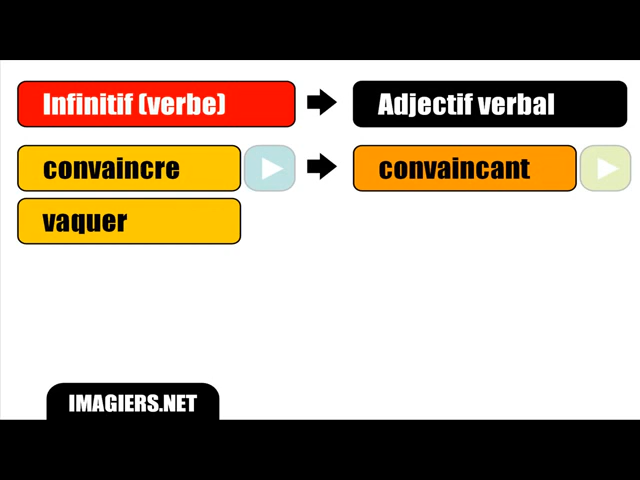 Infinitif (verbe) Adjectif verbal
convaincre convaincant
vaquer
IMAGIERS.NET